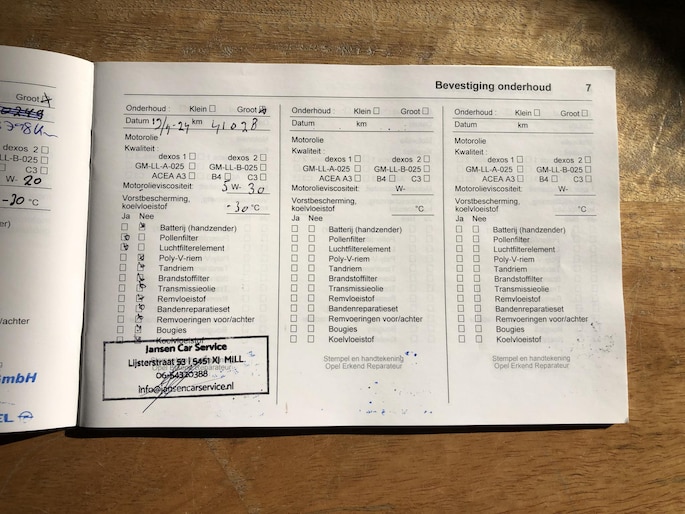 Groot
dexos 2
LL-B-025
C3
W- 20
-30 °C
achter
mbH
EL
Bevestiging onderhoud 7
Onderhoud : Klein Groot
Datum 12/4-24 km 41028
Motorolie
Kwaliteit :
dexos 1 dexos 2
GM-LL-A-025 GM-LL-B-025
ACEA A3 B4 C3
Motorolieviscositeit: 5 W- 30
Vorstbescherming,
koelvloeistof -30 °C
Ja Nee
Batterij (handzender)
Pollenfilter
Luchtfilterelement
Poly-V-riem
Tandriem
Brandstoffilter
Transmissieolie
Remvloeistof
Bandenreparatieset
Remvoeringen voor/achter
Bougies
Koelvloeistof
Jansen Car Service
Lijsterstraat 53 | 5451 XJ MILL
06-54320388
info@jansencarservice.nl
Onderhoud : Klein Groot
Datum km
Motorolie
Kwaliteit :
dexos 1 dexos 2
GM-LL-A-025 GM-LL-B-025
ACEA A3 B4 C3
Motorolieviscositeit: W-
Vorstbescherming,
koelvloeistof °C
Ja Nee
Batterij (handzender)
Pollenfilter
Luchtfilterelement
Poly-V-riem
Tandriem
Brandstoffilter
Transmissieolie
Remvloeistof
Bandenreparatieset
Remvoeringen voor/achter
Bougies
Koelvloeistof
Stempel en handtekening
Opel Erkend Reparateur
Onderhoud : Klein Groot
Datum km
Motorolie
Kwaliteit :
dexos 1 dexos 2
GM-LL-A-025 GM-LL-B-025
ACEA A3 B4 C3
Motorolieviscositeit: W-
Vorstbescherming,
koelvloeistof °C
Ja Nee
Batterij (handzender)
Pollenfilter
Luchtfilterelement
Poly-V-riem
Tandriem
Brandstoffilter
Transmissieolie
Remvloeistof
Bandenreparatieset
Remvoeringen voor/achter
Bougies
Koelvloeistof
Stempel en handtekening
Opel Erkend Reparateur